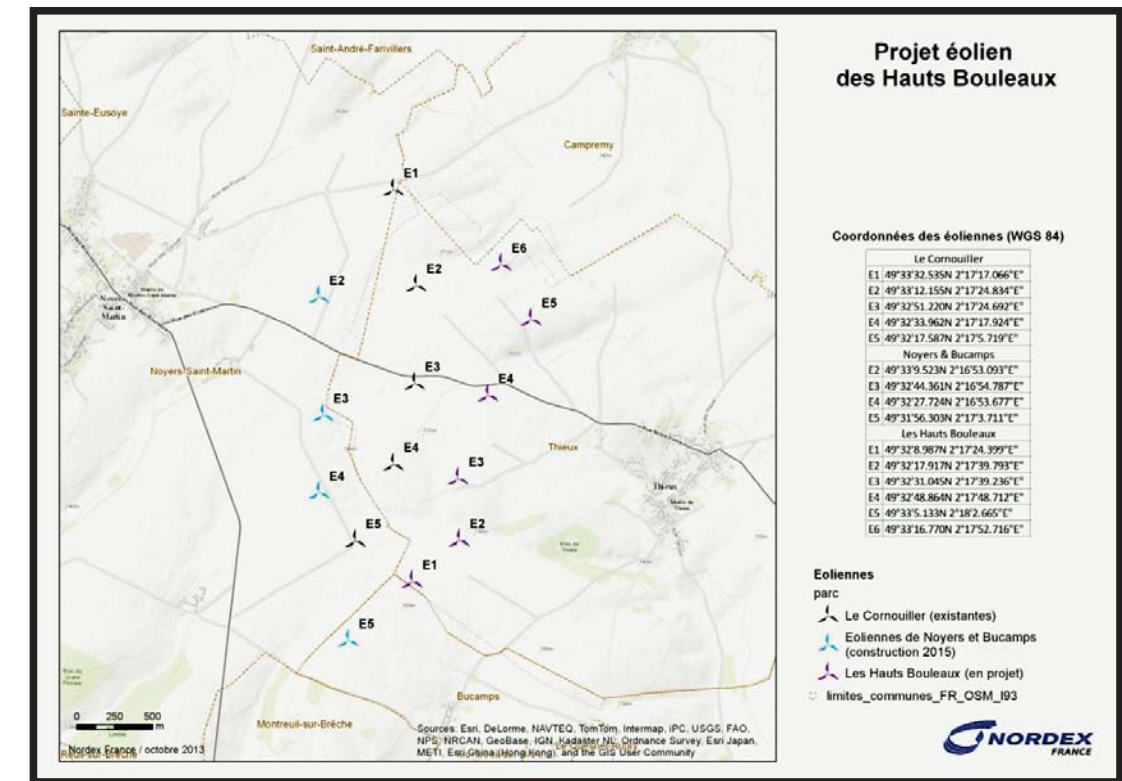 Projet éolien
des Hauts Bouleaux
Saint-André-Farivillers
Sainte-Eusoye
Campremy
E1
E6
E2
E2
E5
Noyers-
Saint-
Martin
Noyers-Saint-Martin
E3
E4
E3
Thieux
E4
E3
E4
Thieux
E5
E2
E1
E5
Bucamps
Montreuil-sur-Brèche
0 250 500
m
Nordex France / octobre 2013
Reuil-sur-Brèche
Sources: Esri, DeLorme, NAVTEQ, TomTom, Intermap, iPC, USGS, FAO,
NPS, NRCAN, GeoBase, IGN, Kadaster NL, Ordnance Survey, Esri Japan,
METI, Esri China (Hong Kong), and the GIS User Community
Coordonnées des éoliennes (WGS 84)
Le Cornouiller
E1 49°33'32.535N 2°17'17.066"E"
E2 49°33'12.155N 2°17'24.834"E"
E3 49°32'51.220N 2°17'24.692"E"
E4 49°32'33.962N 2°17'17.924"E"
E5 49°32'17.587N 2°17'5.719"E"
Noyers & Bucamps
E2 49°33'9.523N 2°16'53.093"E"
E3 49°32'44.361N 2°16'54.787"E"
E4 49°32'27.724N 2°16'53.677"E"
E5 49°31'56.303N 2°17'3.711"E"
Les Hauts Bouleaux
E1 49°32'8.987N 2°17'24.399"E"
E2 49°32'17.917N 2°17'39.793"E"
E3 49°32'31.045N 2°17'39.236"E"
E4 49°32'48.864N 2°17'48.712"E"
E5 49°33'5.133N 2°18'2.665"E"
E6 49°33'16.770N 2°17'52.716"E"
Eoliennes
parc
Le Cornouiller (existantes)
Eoliennes de Noyers et Bucamps
(construction 2015)
Les Hauts Bouleaux (en projet)
limites_communes_FR_OSM_l93
NORDEX
FRANCE